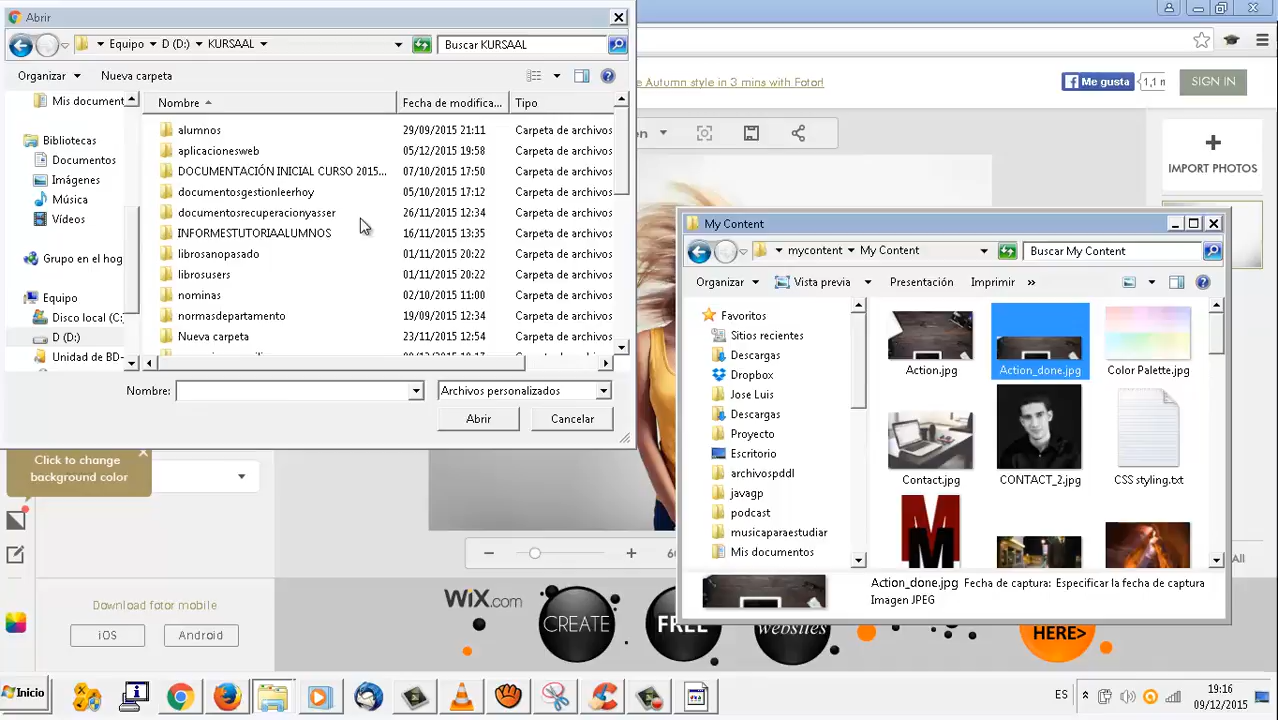 Abrir
Equipo
D (D:)
KURSAAL
Buscar KURSAAL
Organizar
Nueva carpeta
Mis document
Bibliotecas
Documentos
Imágenes
Música
Vídeos
Grupo en el hog
Equipo
Disco local (C:
D (D:)
Unidad de BD-
Nombre
Fecha de modifica...
Tipo
alumnos 29/09/2015 21:11 Carpeta de archivos
aplicacionesweb 05/12/2015 19:58 Carpeta de archivos
DOCUMENTACIÓN INICIAL CURSO 2015... 07/10/2015 17:50 Carpeta de archivos
documentosgestionleerhoy 05/10/2015 17:12 Carpeta de archivos
documentosrecuperacionyasser 26/11/2015 12:34 Carpeta de archivos
INFORMESTUTORIAALUMNOS 16/11/2015 13:35 Carpeta de archivos
librosanopasado 01/11/2015 20:22 Carpeta de archivos
librosusers 01/11/2015 20:22 Carpeta de archivos
nominas 02/10/2015 11:00 Carpeta de archivos
normasdepartamento 19/09/2015 12:34 Carpeta de archivos
Nueva carpeta 23/11/2015 12:54 Carpeta de archivos
Nombre:
Archivos personalizados
Abrir
Cancelar
e Autumn style in 3 mins with Fotor!
Me gusta
1,1 m
SIGN IN
en
+
IMPORT PHOTOS
My Content
mycontent
My Content
Buscar My Content
Organizar
Vista previa
Presentación
Imprimir
»
Favoritos
Sitios recientes
Descargas
Dropbox
Jose Luis
Descargas
Proyecto
Escritorio
archivospddl
javagp
podcast
musicaparaestudiar
Mis documentos
Action.jpg
Action_done.jpg
Color Palette.jpg
Contact.jpg
CONTACT_2.jpg
CSS styling.txt
M
Action_done.jpg Fecha de captura: Especificar la fecha de captura
Imagen JPEG
Click to change
background color
60
All
Download fotor mobile
iOS
Android
WiX.com
CREATE
FREE
websites
HERE>
Inicio
ES
19:16
09/12/2015